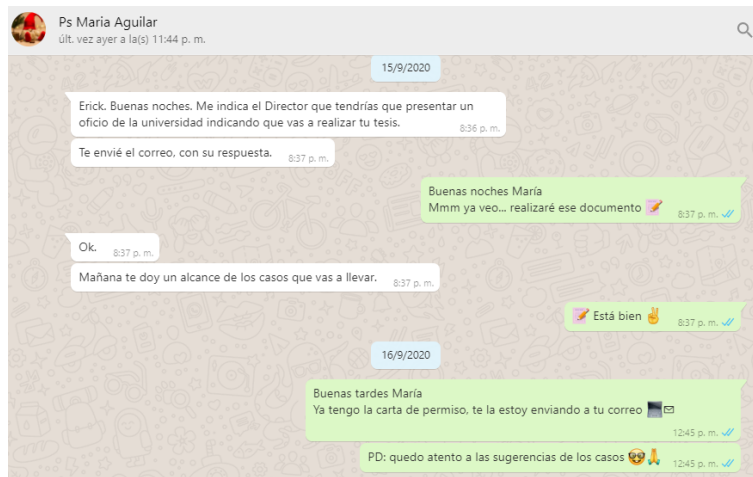 Ps Maria Aguilar
últ. vez ayer a la(s) 11:44 p. m.
15/9/2020
Erick. Buenas noches. Me indica el Director que tendrías que presentar un
oficio de la universidad indicando que vas a realizar tu tesis.
8:36 p. m.
Te envié el correo, con su respuesta.
8:37 p. m.
Buenas noches María
Mmm ya veo... realizaré ese documento 📝
8:37 p. m.
Ok.
8:37 p. m.
Mañana te doy un alcance de los casos que vas a llevar.
8:37 p. m.
📝 Está bien ✌
8:37 p. m.
16/9/2020
Buenas tardes María
Ya tengo la carta de permiso, te la estoy enviando a tu correo
12:45 p. m.
PD: quedo atento a las sugerencias de los casos 🤓🙏
12:45 p. m.